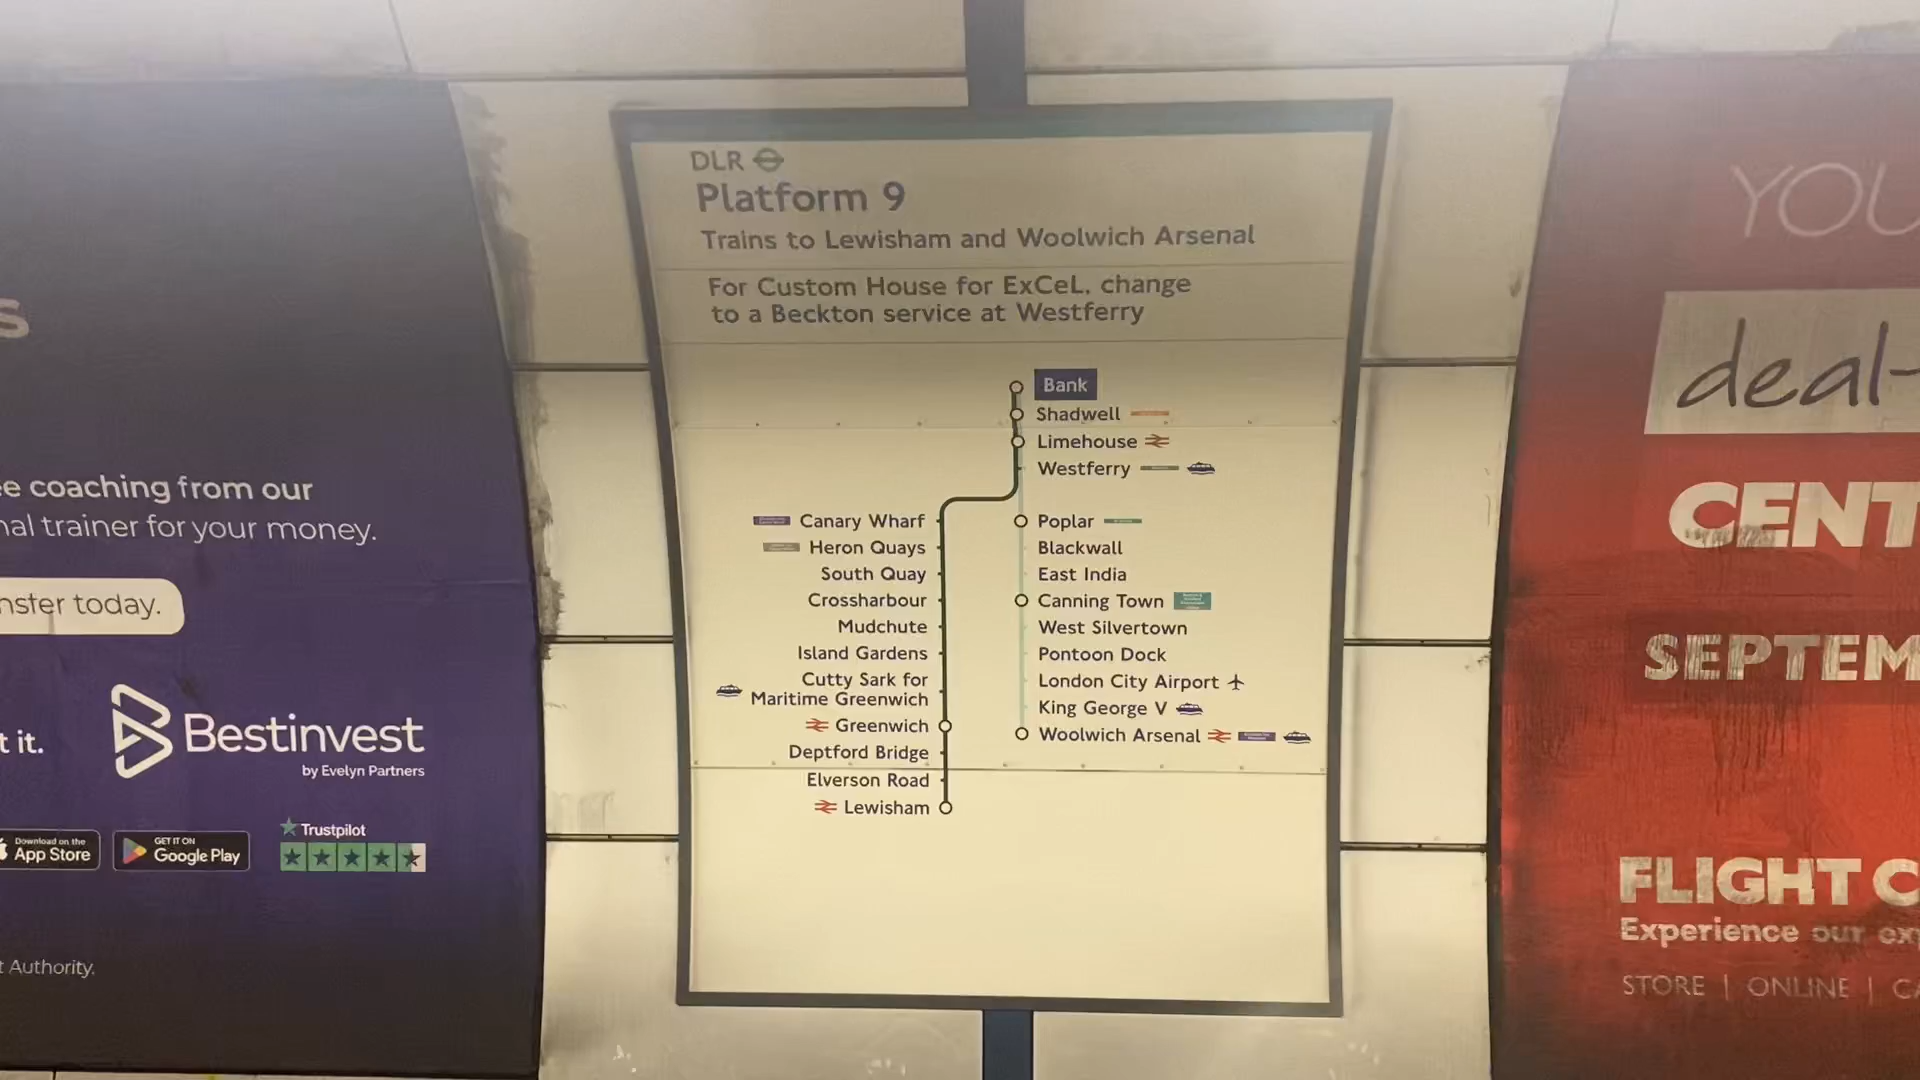 s
e coaching from our
nal trainer for your money.
nster today.
t it.
Bestinvest
by Evelyn Partners
Download on the
App Store
GET IT ON
Google Play
Trustpilot
t Authority.
DLR
Platform 9
Trains to Lewisham and Woolwich Arsenal
For Custom House for ExCeL, change
to a Beckton service at Westferry
Bank
Shadwell
Limehouse
Westferry
Canary Wharf
Heron Quays
South Quay
Crossharbour
Mudchute
Island Gardens
Cutty Sark for
Maritime Greenwich
Greenwich
Deptford Bridge
Elverson Road
Lewisham
Poplar
Blackwall
East India
Canning Town
West Silvertown
Pontoon Dock
London City Airport
King George V
Woolwich Arsenal
YOU
deal-
CENT
SEPTEM
FLIGHT C
Experience our exp
STORE | ONLINE | CA